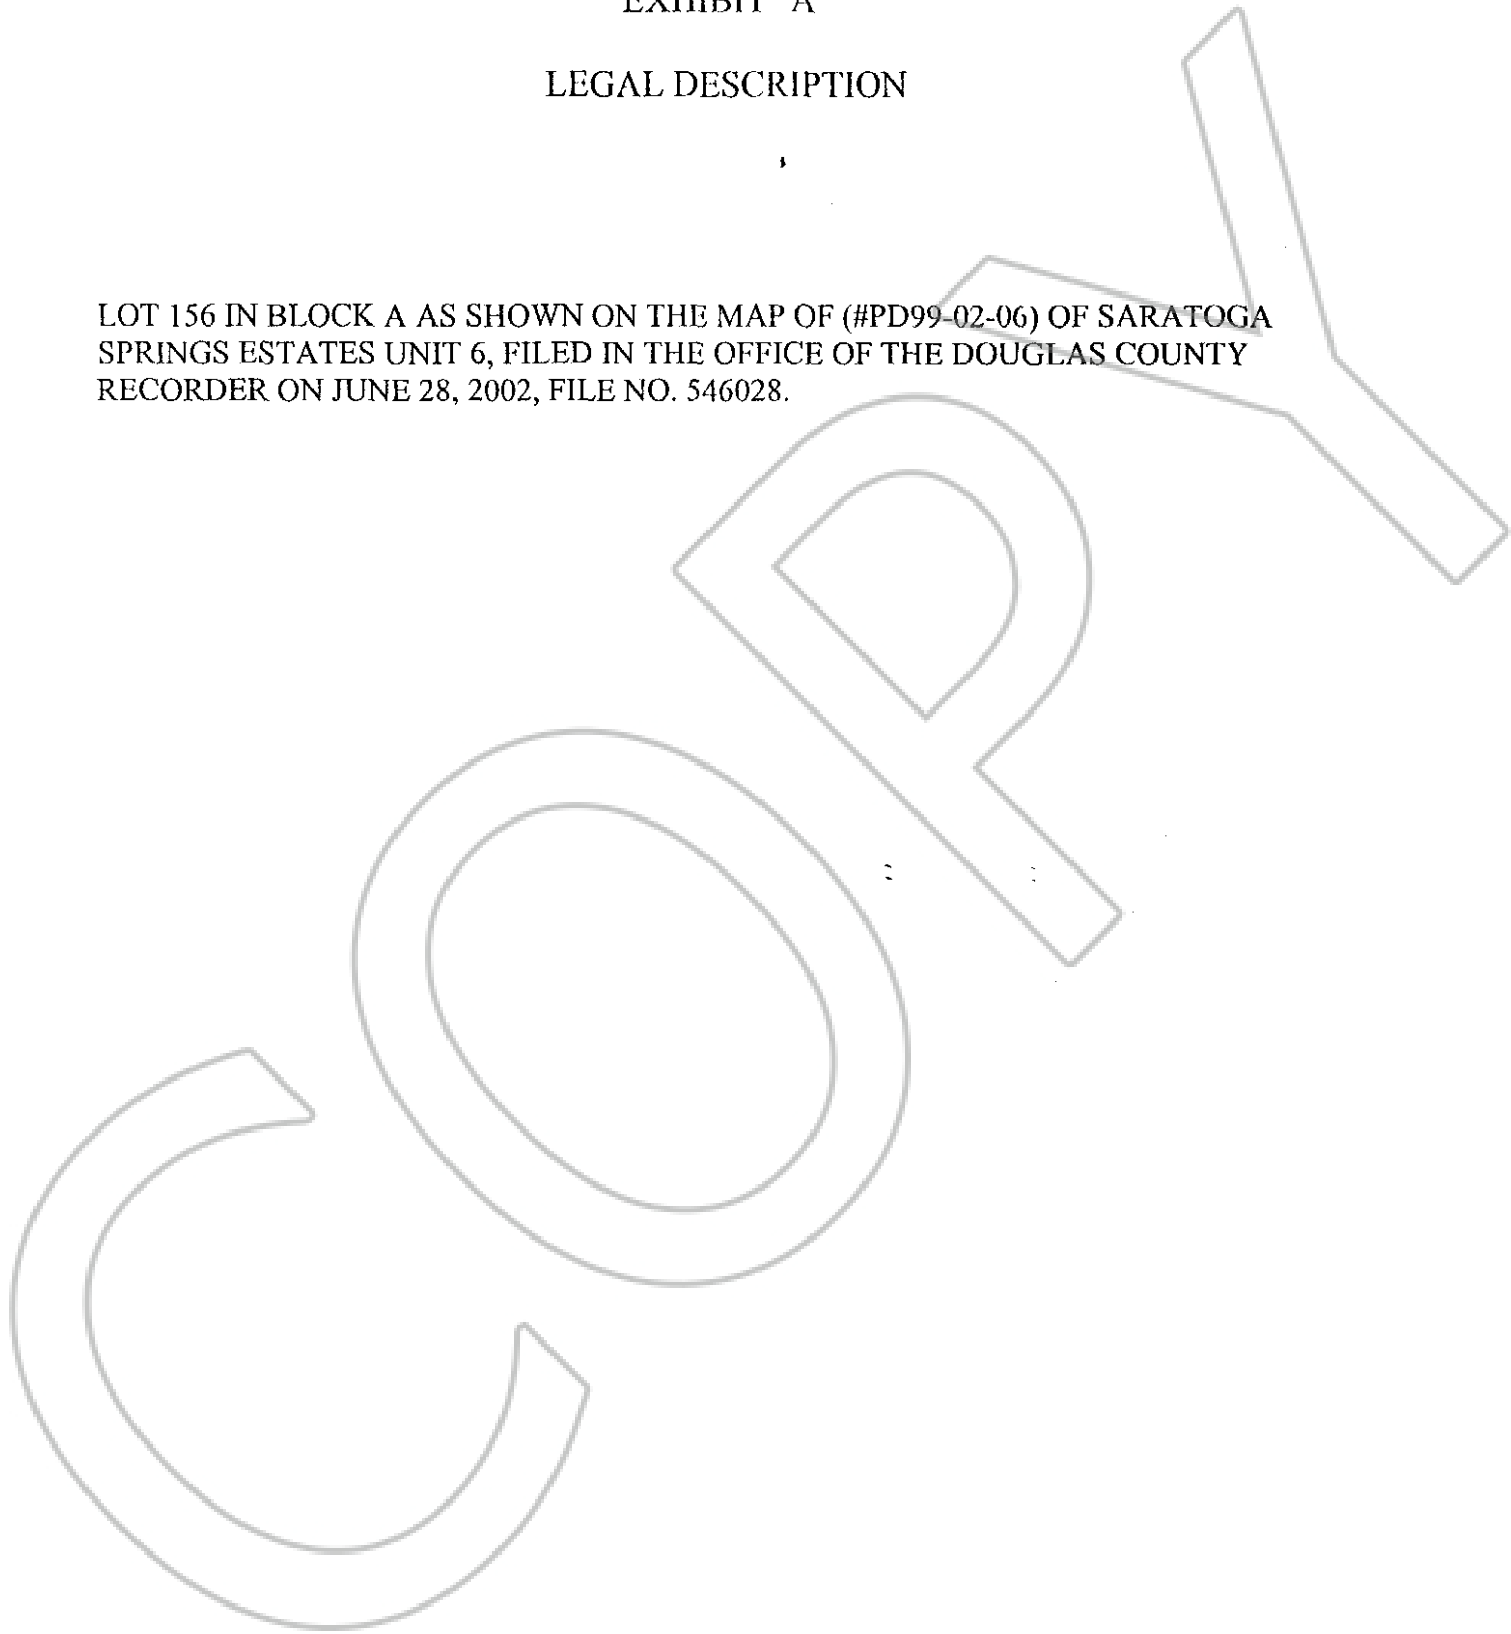 EXHIBIT "A
LEGAL DESCRIPTION
LOT 156 IN BLOCK A AS SHOWN ON THE MAP OF (#PD99-02-06) OF SARATOGA
SPRINGS ESTATES UNIT 6, FILED IN THE OFFICE OF THE DOUGLAS COUNTY
RECORDER ON JUNE 28, 2002, FILE NO. 546028.
COPY